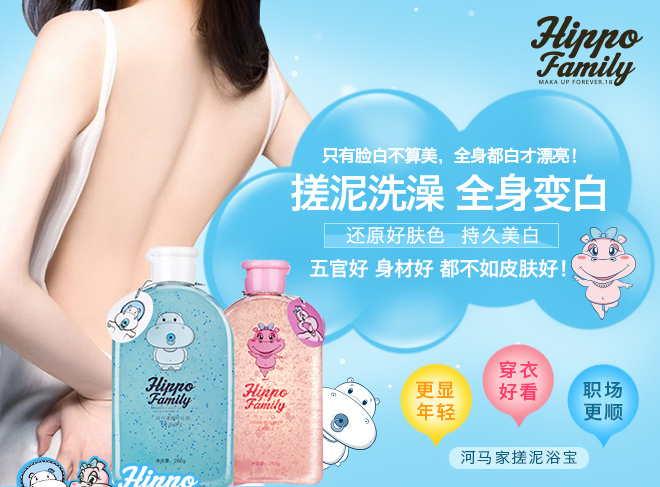 Hippo
Family
MAKA UP FOREVER.18
只有脸白不算美，全身都白才漂亮！
搓泥洗澡 全身变白
还原好肤色 持久美白
五官好 身材好 都不如皮肤好！
Hippo
Family
Hippo
Family
更显
年轻
穿衣
好看
职场
更顺
河马家搓泥浴宝
Hippo